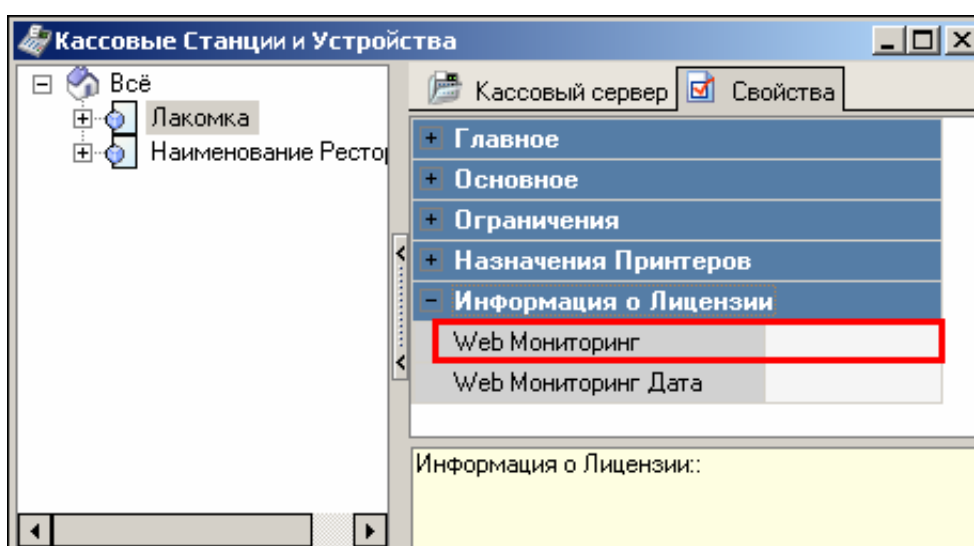 Кассовые Станции и Устройства
Всё
Лакомка
Наименование Рестор
Кассовый сервер
Свойства
Главное
Основное
Ограничения
Назначения Принтеров
Информация о Лицензии
Web Мониторинг
Web Мониторинг Дата
Информация о Лицензии::